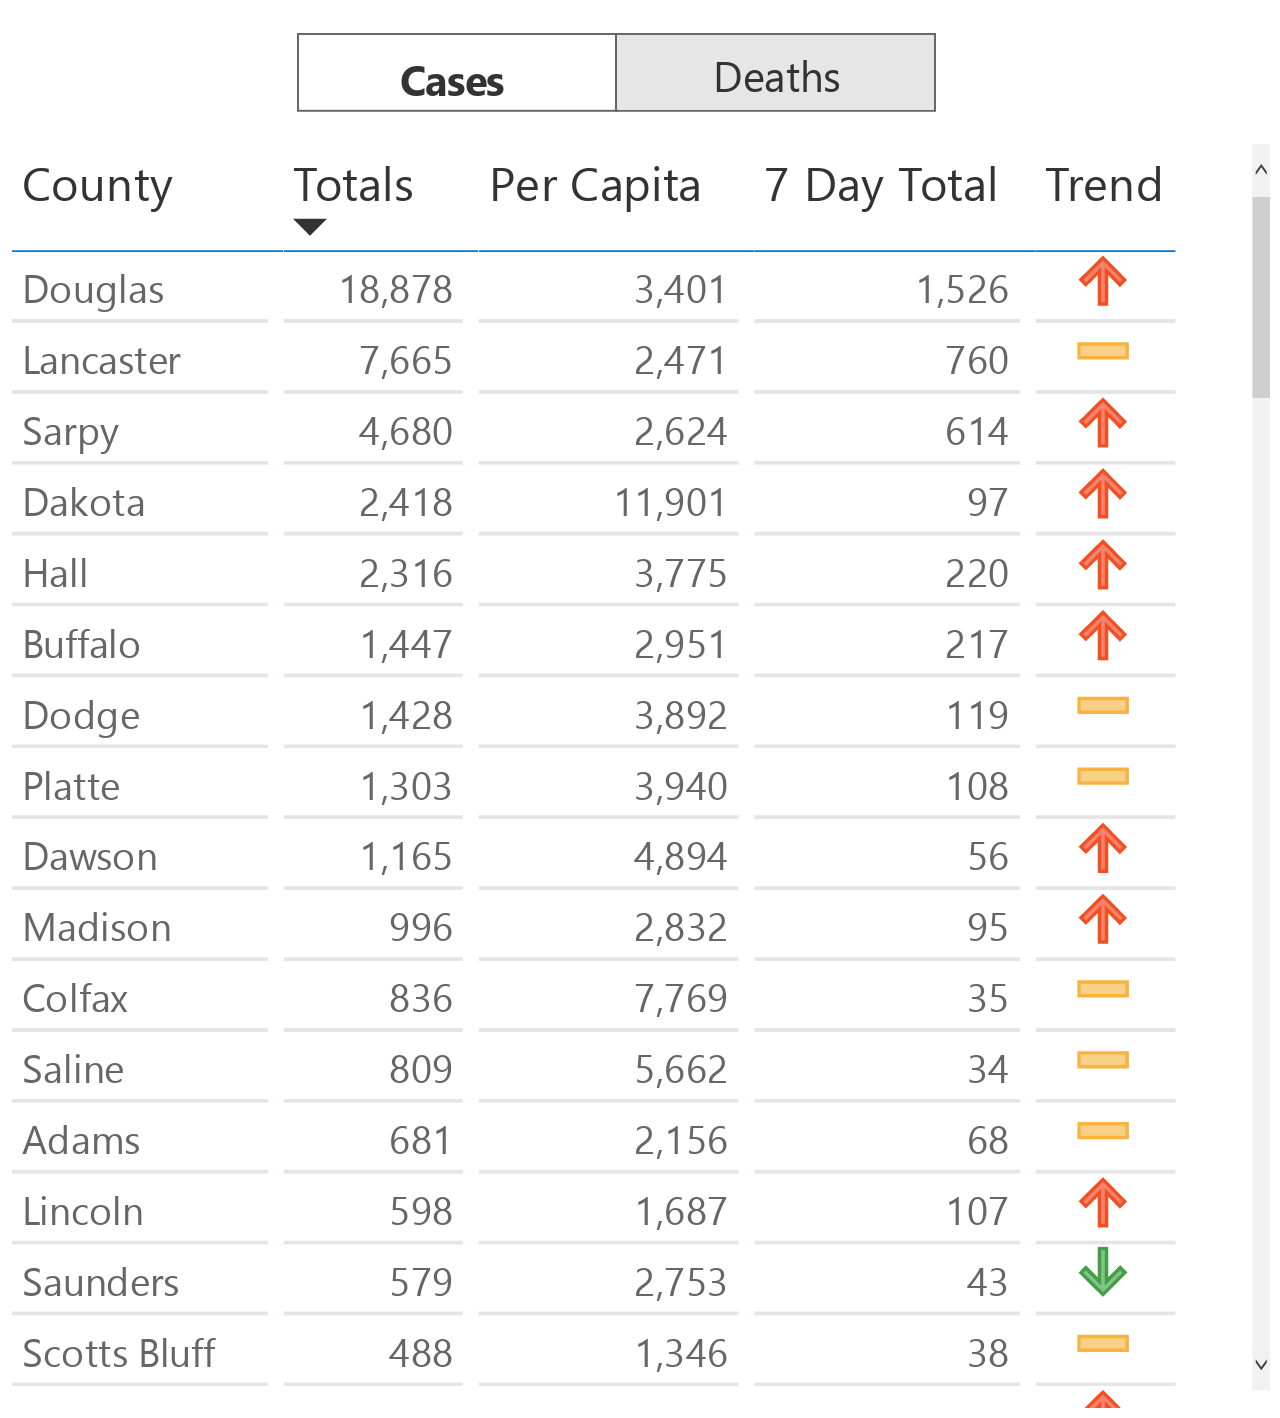 Cases Deaths
County Totals Per Capita 7 Day Total Trend
Douglas 18,878 3,401 1,526
Lancaster 7,665 2,471 760
Sarpy 4,680 2,624 614
Dakota 2,418 11,901 97
Hall 2,316 3,775 220
Buffalo 1,447 2,951 217
Dodge 1,428 3,892 119
Platte 1,303 3,940 108
Dawson 1,165 4,894 56
Madison 996 2,832 95
Colfax 836 7,769 35
Saline 809 5,662 34
Adams 681 2,156 68
Lincoln 598 1,687 107
Saunders 579 2,753 43
Scotts Bluff 488 1,346 38